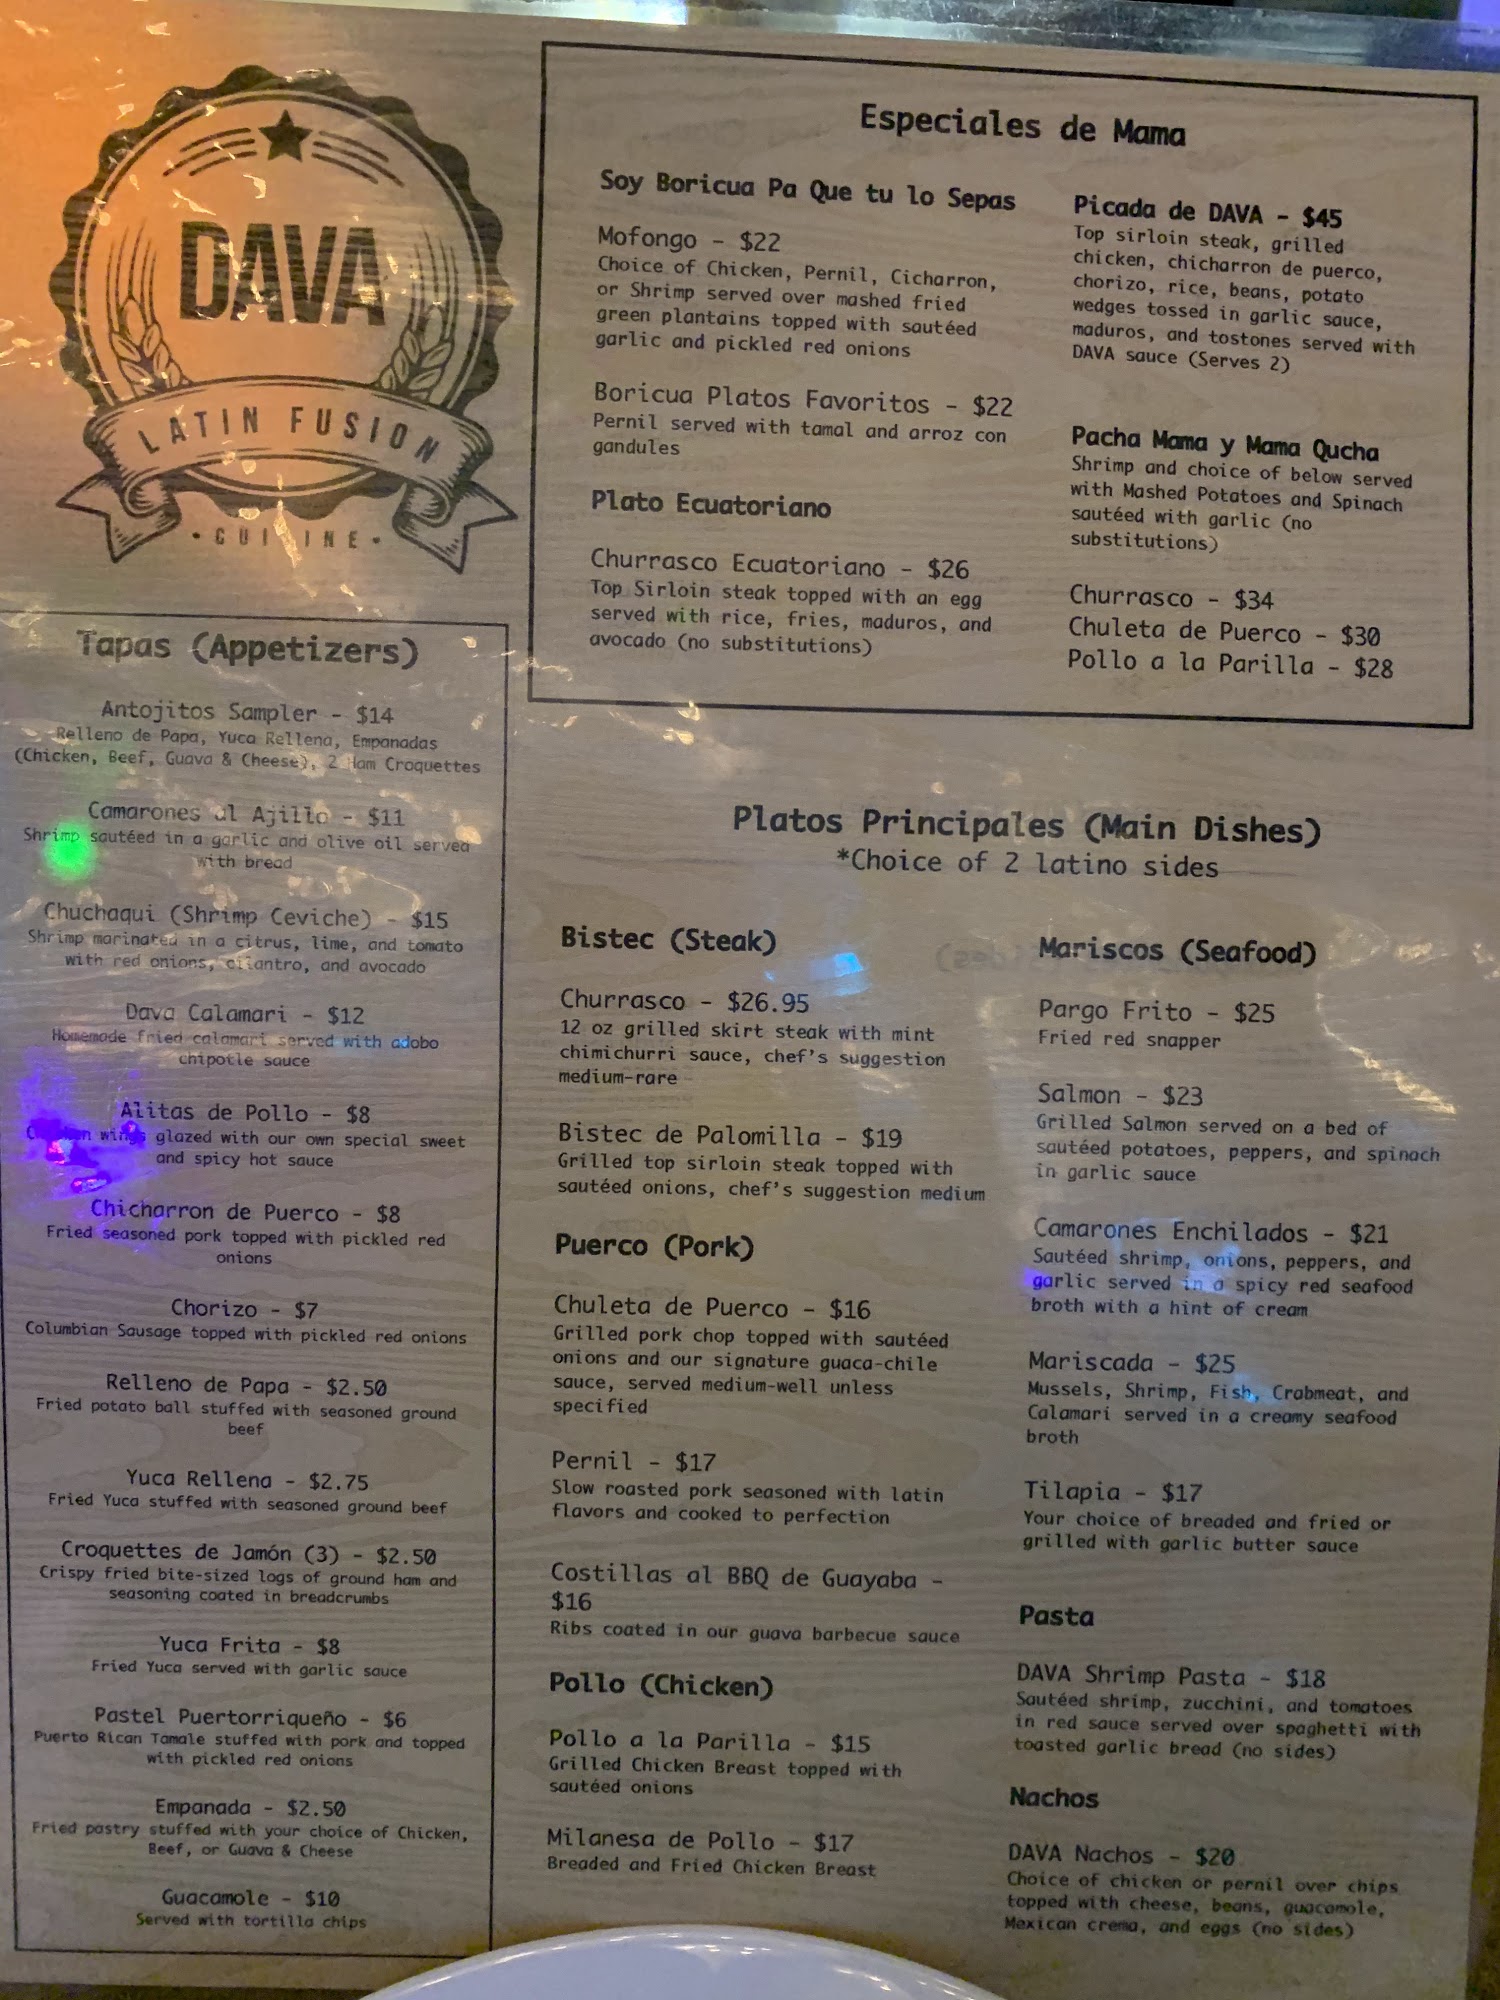 DAVA
LATIN FUSION
Especiales de Mama
Soy Boricua Pa Que tu lo Sepas
Mofongo - $22
Choice of Chicken, Pernil, Cicharron,
or Shrimp served over mashed fried
green plantains topped with sautéed
garlic and pickled red onions
Boricua Platos Favoritos - $22
Pernil served with tamal and arroz con
gandules
Plato Ecuatoriano
Churrasco Ecuatoriano - $26
Top Sirloin steak topped with an egg
served with rice, fries, maduros, and
avocado (no substitutions)
Picada de DAVA - $45
Top sirloin steak, grilled
chicken, chicharron de puerco,
chorizo, rice, beans, potato
wedges tossed in garlic sauce,
maduros, and tostones served with
DAVA sauce (Serves 2)
Pacha Mama y Mama Qucha
Shrimp and choice of below served
with Mashed Potatoes and Spinach
sautéed with garlic (no
substitutions)
Churrasco - $34
Chuleta de Puerco - $30
Pollo a la Parilla - $28
Tapas (Appetizers)
Antojitos Sampler - $14
Relleno de Papa, Yuca Rellena, Empanadas
(Chicken, Beef, Guava & Cheese), 2 Ham Croquettes
Camarones al Ajillo - $11
Shrimp sautéed in a garlic and olive oil served
with bread
Chuchaqui (Shrimp Ceviche) - $15
Shrimp marinated in a citrus, lime, and tomato
with red onions, cilantro, and avocado
Dava Calamari - $12
Homemade fried calamari served with adobo
chipotle sauce
Alitas de Pollo - $8
Chicken wings glazed with our own special sweet
and spicy hot sauce
Chicharron de Puerco - $8
Fried seasoned pork topped with pickled red
onions
Chorizo - $7
Columbian Sausage topped with pickled red onions
Relleno de Papa - $2.50
Fried potato ball stuffed with seasoned ground
beef
Yuca Rellena - $2.75
Fried Yuca stuffed with seasoned ground beef
Croquettes de Jamón (3) - $2.50
Crispy fried bite-sized logs of ground ham and
seasoning coated in breadcrumbs
Yuca Frita - $8
Fried Yuca served with garlic sauce
Pastel Puertorriqueño - $6
Puerto Rican Tamale stuffed with pork and topped
with pickled red onions
Empanada - $2.50
Fried pastry stuffed with your choice of Chicken,
Beef, or Guava & Cheese
Guacamole - $10
Served with tortilla chips
Platos Principales (Main Dishes)
*Choice of 2 latino sides
Bistec (Steak)
Churrasco - $26.95
12 oz grilled skirt steak with mint
chimichurri sauce, chef's suggestion
medium-rare
Bistec de Palomilla - $19
Grilled top sirloin steak topped with
sautéed onions, chef's suggestion medium
Puerco (Pork)
Chuleta de Puerco - $16
Grilled pork chop topped with sautéed
onions and our signature guaca-chile
sauce, served medium-well unless
specified
Pernil - $17
Slow roasted pork seasoned with latin
flavors and cooked to perfection
Costillas al BBQ de Guayaba -
$16
Ribs coated in our guava barbecue sauce
Pollo (Chicken)
Pollo a la Parilla - $15
Grilled Chicken Breast topped with
sautéed onions
Milanesa de Pollo - $17
Breaded and Fried Chicken Breast
Mariscos (Seafood)
Pargo Frito - $25
Fried red snapper
Salmon - $23
Grilled Salmon served on a bed of
sautéed potatoes, peppers, and spinach
in garlic sauce
Camarones Enchilados - $21
Sautéed shrimp, onions, peppers, and
garlic served in a spicy red seafood
broth with a hint of cream
Mariscada - $25
Mussels, Shrimp, Fish, Crabmeat, and
Calamari served in a creamy seafood
broth
Tilapia - $17
Your choice of breaded and fried or
grilled with garlic butter sauce
Pasta
DAVA Shrimp Pasta - $18
Sautéed shrimp, zucchini, and tomatoes
in red sauce served over spaghetti with
toasted garlic bread (no sides)
Nachos
DAVA Nachos - $20
Choice of chicken or pernil over chips
topped with cheese, beans, guacamole,
Mexican crema, and eggs (no sides)